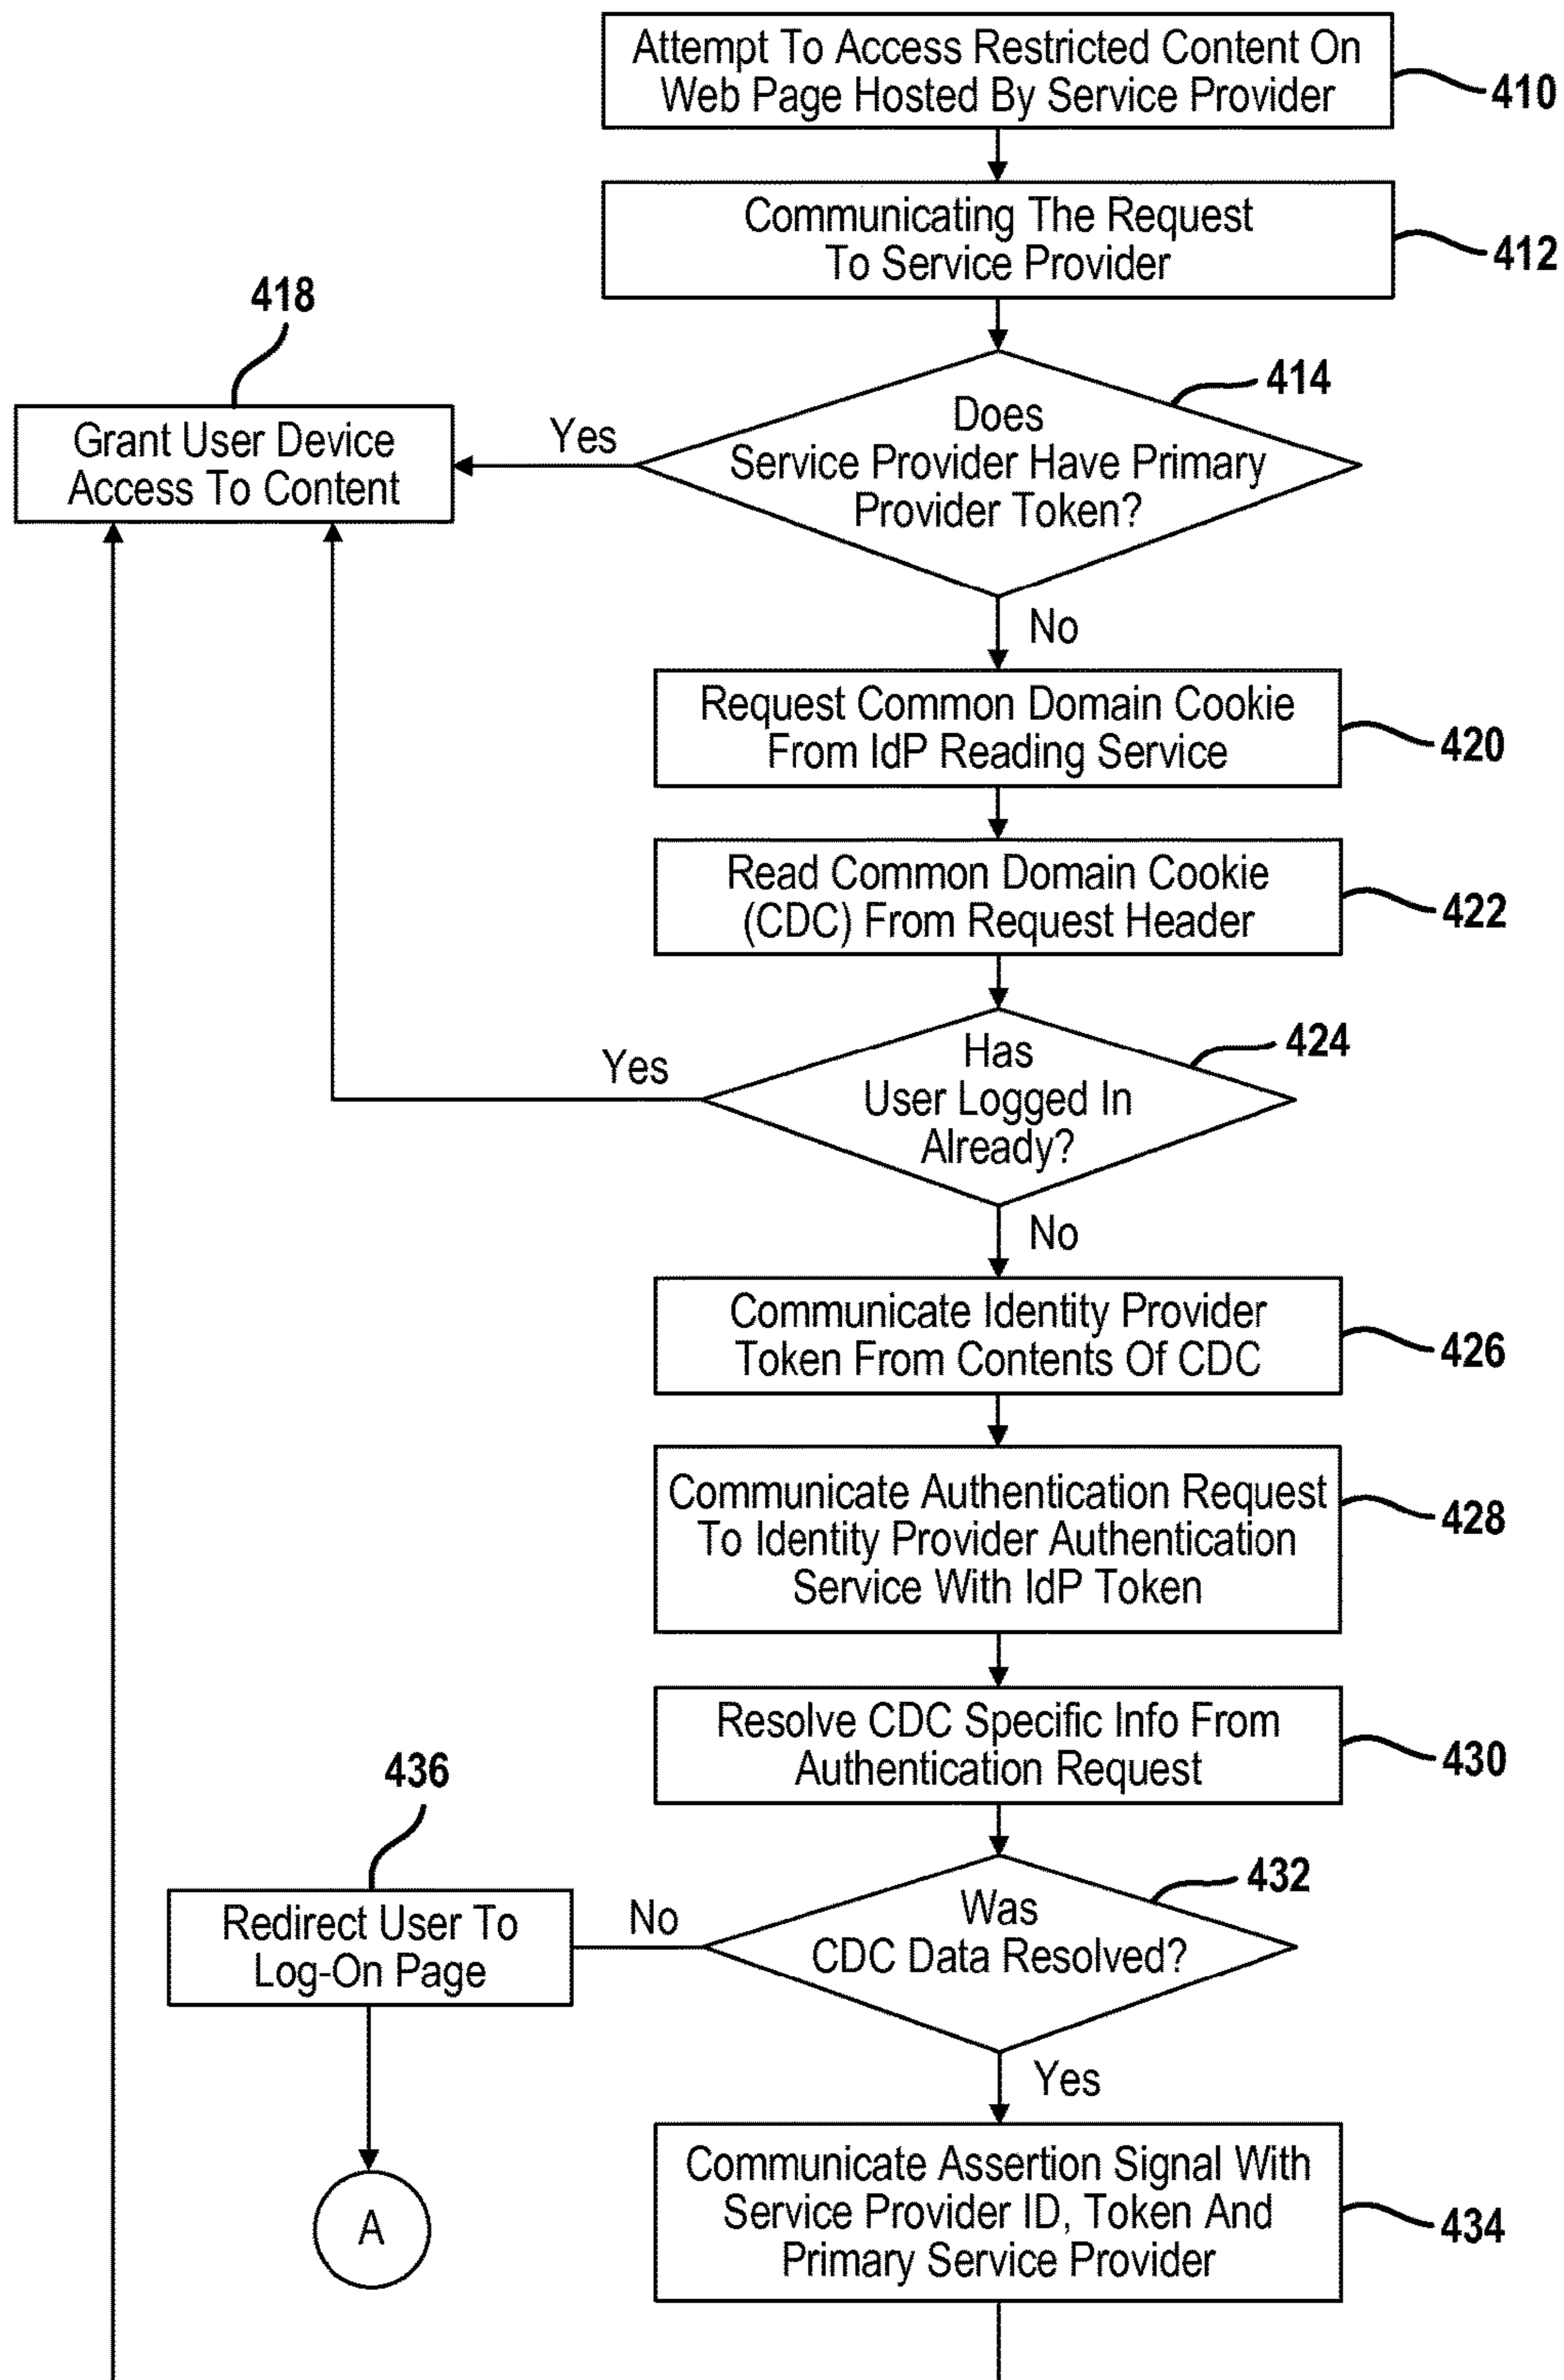 Attempt To Access Restricted Content On
Web Page Hosted By Service Provider
410
Communicating The Request
To Service Provider
412
418
414
Grant User Device
Access To Content
Yes
Does
Service Provider Have Primary
Provider Token?
No
Request Common Domain Cookie
From IdP Reading Service
420
Read Common Domain Cookie
(CDC) From Request Header
422
424
Yes
Has
User Logged In
Already?
No
Communicate Identity Provider
Token From Contents Of CDC
426
Communicate Authentication Request
To Identity Provider Authentication
Service With IdP Token
428
Resolve CDC Specific Info From
Authentication Request
430
436
432
Redirect User To
Log-On Page
No
Was
CDC Data Resolved?
Yes
Communicate Assertion Signal With
Service Provider ID, Token And
Primary Service Provider
434
A